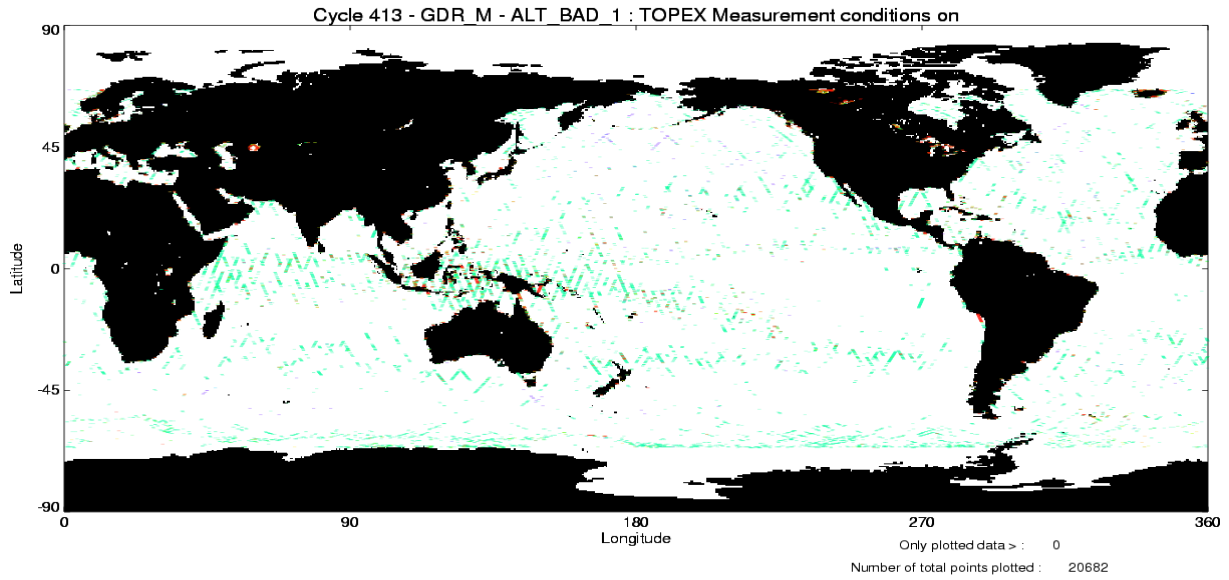 Cycle 413 - GDR_M - ALT_BAD_1 : TOPEX Measurement conditions on
90
45
0
-45
-90
Latitude
0
90
180
270
360
Longitude
Only plotted data > : 0
Number of total points plotted : 20682